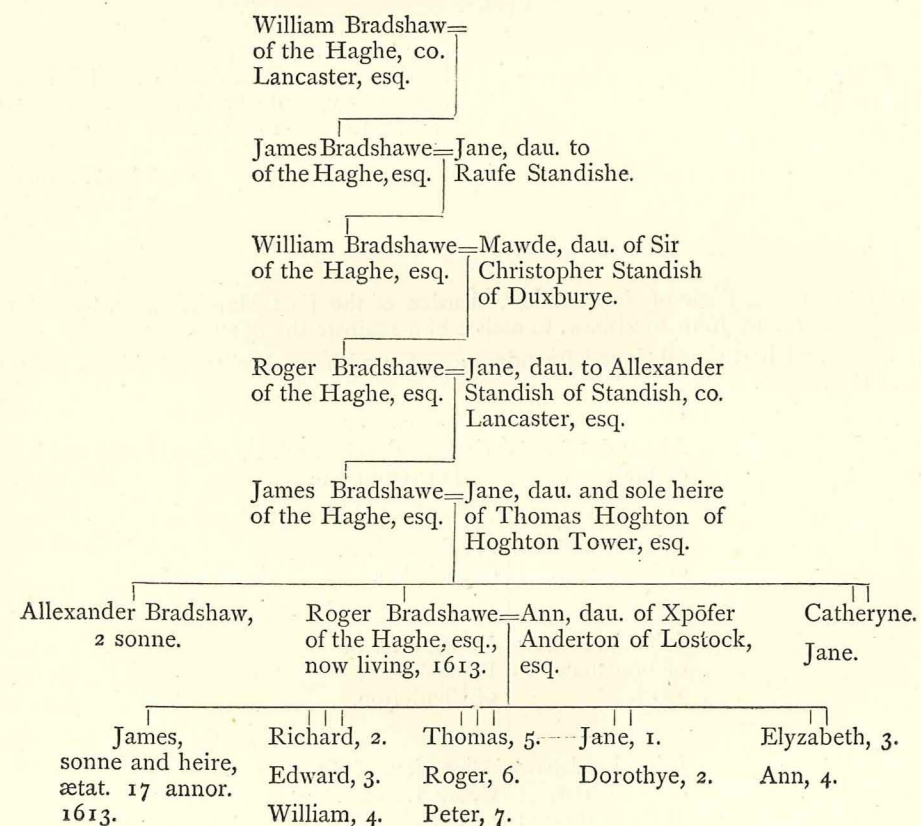 William Bradshaw=
of the Haghe, co.
Lancaster, esq.
James Bradshawe=Jane, dau. to
of the Haghe, esq. Raufe Standishe.
William Bradshawe=Mawde, dau. of Sir
of the Haghe, esq. Christopher Standish
of Duxburye.
Roger Bradshawe=Jane, dau. to Allexander
of the Haghe, esq. Standish of Standish, co.
Lancaster, esq.
James Bradshawe=Jane, dau. and sole heire
of the Haghe, esq. of Thomas Hoghton of
Hoghton Tower, esq.
Allexander Bradshaw,
2 sonne.
Roger Bradshawe=Ann, dau. of Xpōfer
of the Haghe, esq., Anderton of Lostock,
now living, 1613. esq.
Catheryne.
Jane.
James,
sonne and heire,
ætat. 17 annor.
1613.
Richard, 2.
Edward, 3.
William, 4.
Thomas, 5.
Roger, 6.
Peter, 7.
Jane, 1.
Dorothye, 2.
Elyzabeth, 3.
Ann, 4.